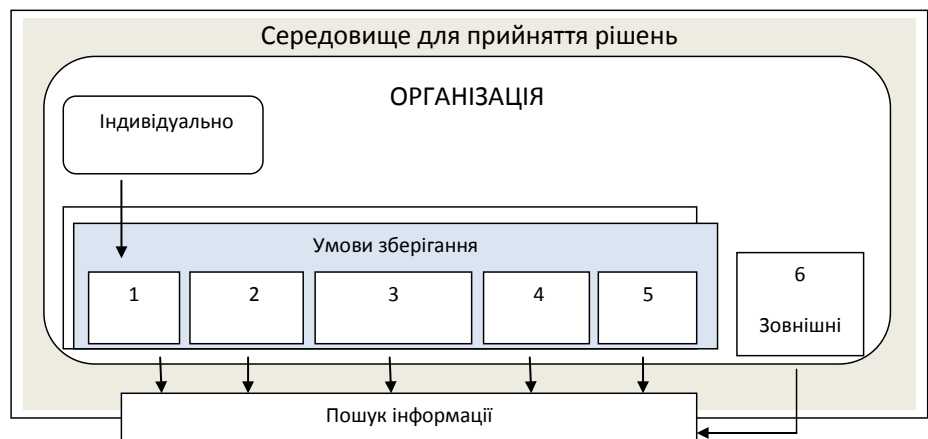 Середовище для прийняття рішень
ОРГАНІЗАЦІЯ
Індивідуально
Умови зберігання
1
2
3
4
5
6
Зовнішні
Пошук інформації